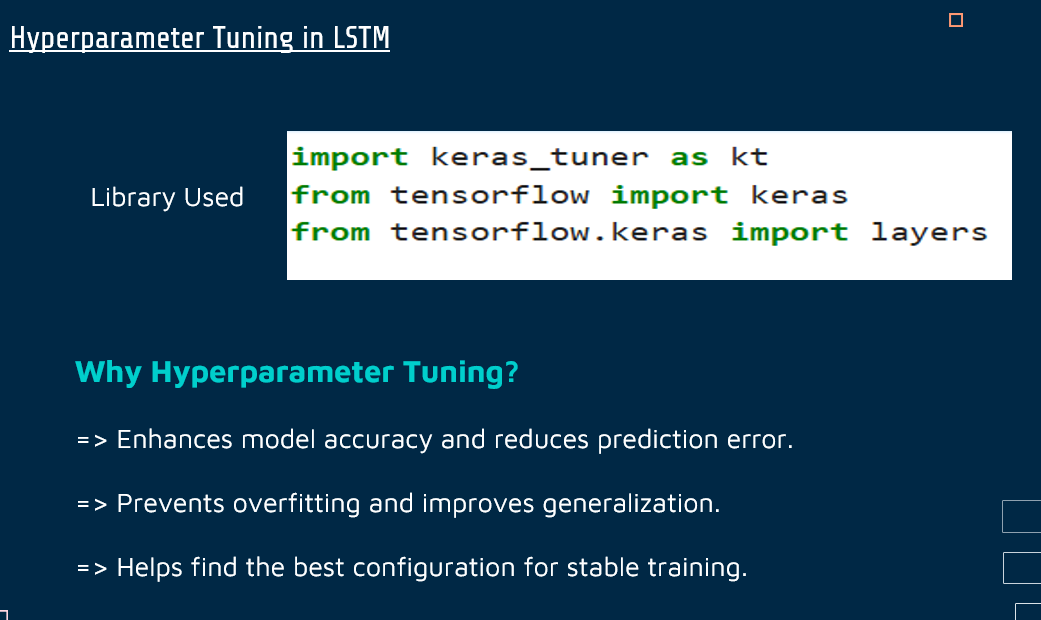 Hyperparameter Tuning in LSTM
Library Used
import keras_tuner as kt
from tensorflow import keras
from tensorflow.keras import layers
Why Hyperparameter Tuning?
=> Enhances model accuracy and reduces prediction error.
=> Prevents overfitting and improves generalization.
=> Helps find the best configuration for stable training.